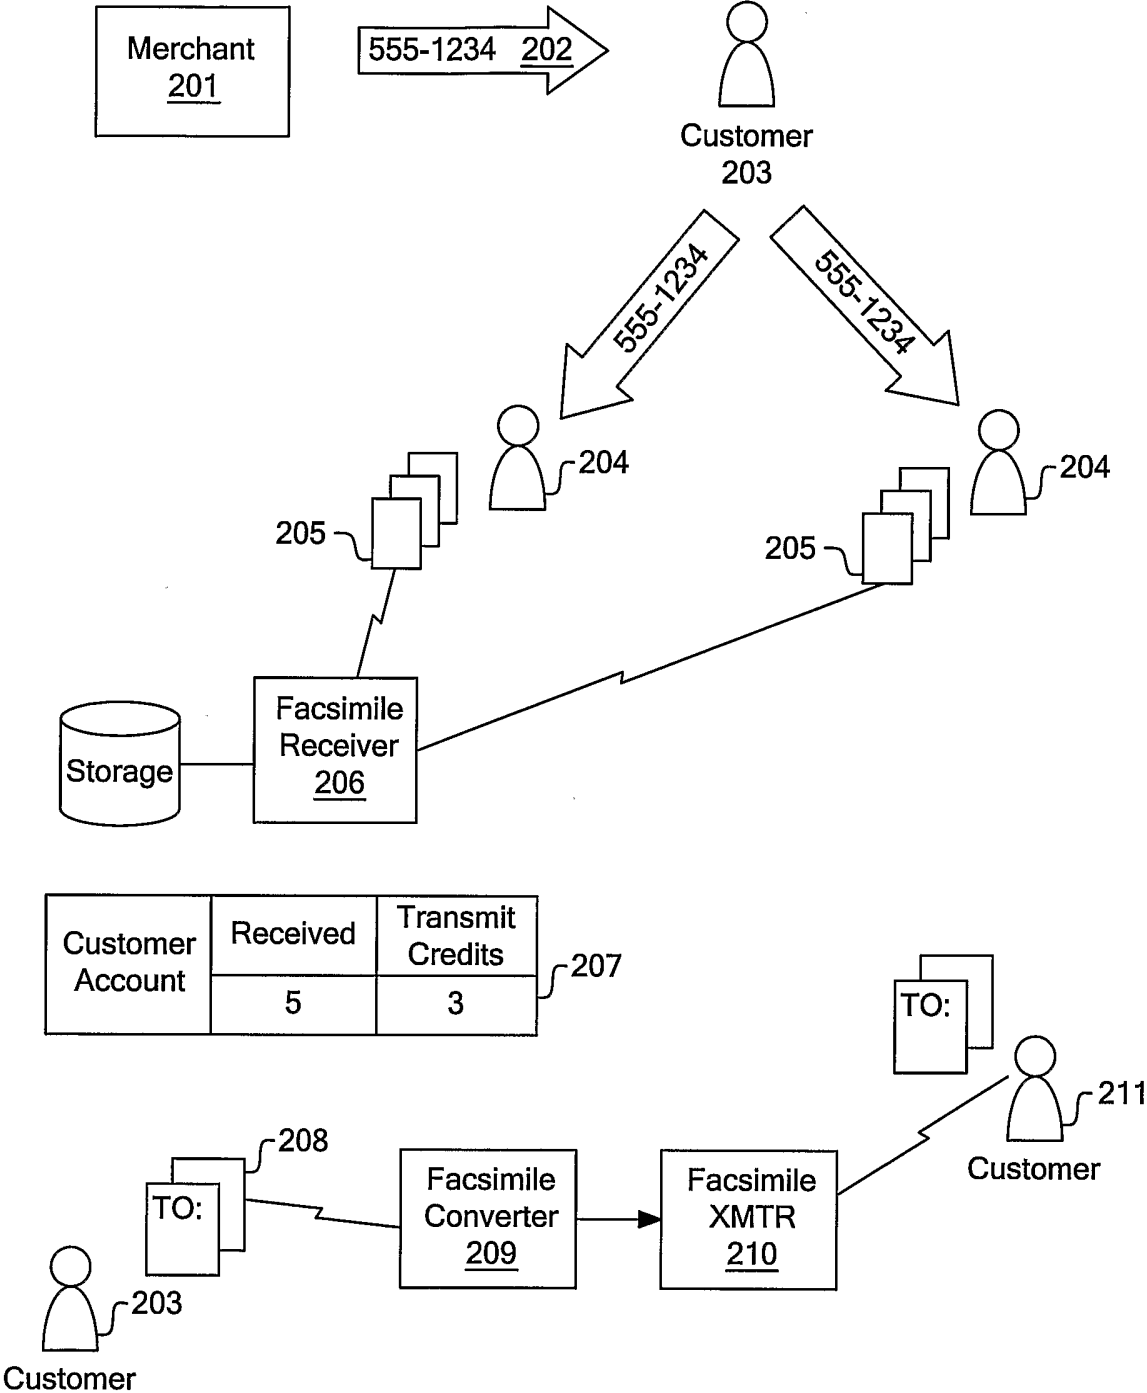 Merchant
201
555-1234 202
Customer
203
555-1234
555-1234
204
204
205
205
Facsimile
Receiver
206
Storage
Customer
Account
Received
Transmit
Credits
5
3
207
TO:
211
Customer
208
TO:
Facsimile
Converter
209
Facsimile
XMTR
210
203
Customer